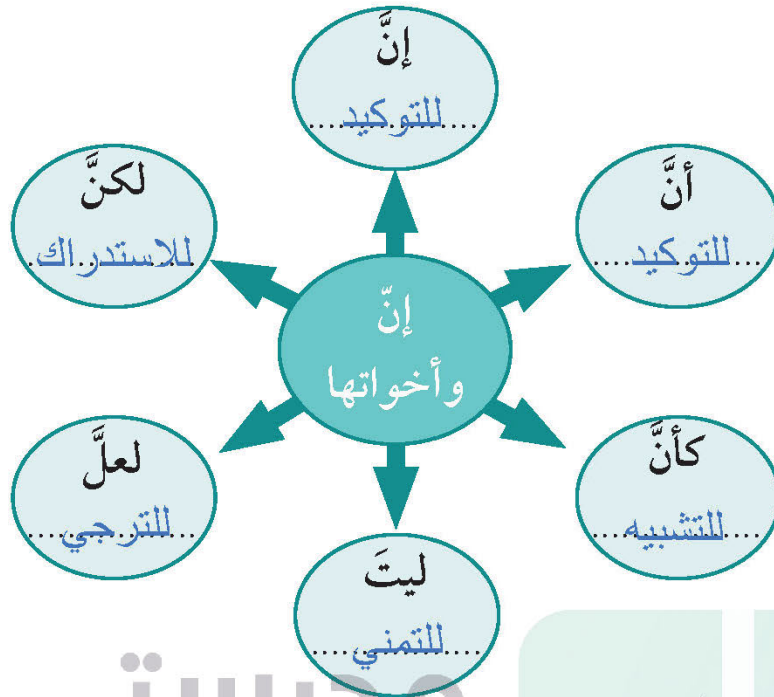 إنَّ
للتوكيد
أنَّ
للتوكيد
كأنَّ
للتشبيه
ليتَ
للتمني
لعلَّ
للترجي
لكنَّ
للاستدراك
إنّ
وأخواتها